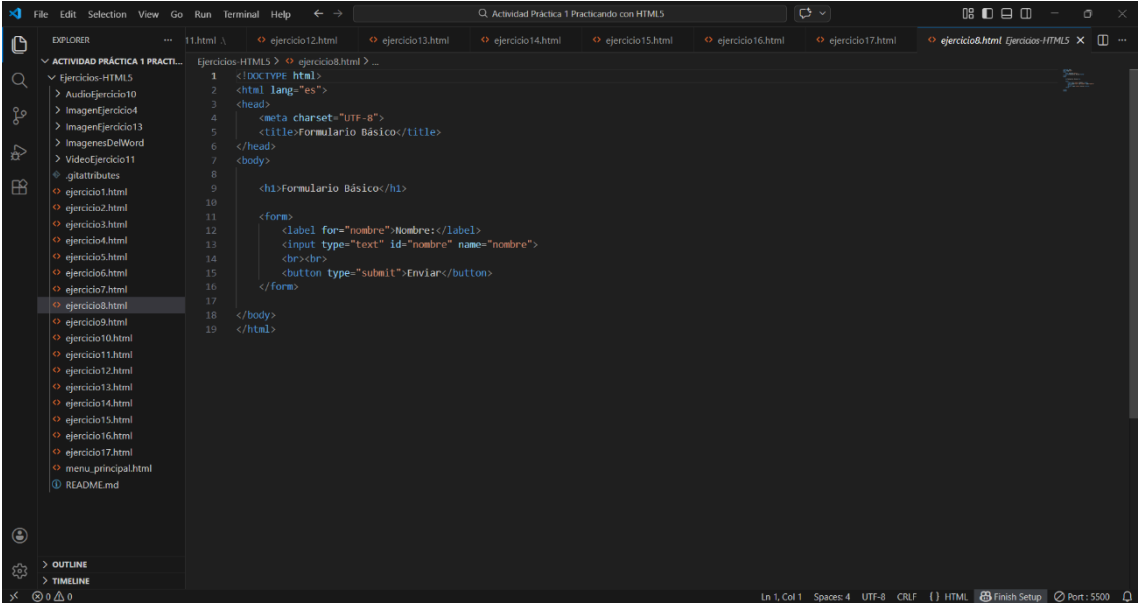 File Edit Selection View Go Run Terminal Help
Actividad Práctica 1 Practicando con HTML5
EXPLORER
11.html
ejercicio12.html
ejercicio13.html
ejercicio14.html
ejercicio15.html
ejercicio16.html
ejercicio17.html
ejercicio8.html Ejercicios-HTML5
ACTIVIDAD PRÁCTICA 1 PRACTI...
Ejercicios-HTML5
AudioEjercicio10
ImagenEjercicio4
ImagenEjercicio13
ImagenesDelWord
VideoEjercicio11
.gitattributes
ejercicio1.html
ejercicio2.html
ejercicio3.html
ejercicio4.html
ejercicio5.html
ejercicio6.html
ejercicio7.html
ejercicio8.html
ejercicio9.html
ejercicio10.html
ejercicio11.html
ejercicio12.html
ejercicio13.html
ejercicio14.html
ejercicio15.html
ejercicio16.html
ejercicio17.html
menu_principal.html
README.md
OUTLINE
TIMELINE
Ejercicios-HTML5 > ejercicio8.html > ...
1 <!DOCTYPE html>
2 <html lang="es">
3 <head>
4     <meta charset="UTF-8">
5     <title>Formulario Básico</title>
6 </head>
7 <body>
8
9     <h1>Formulario Básico</h1>
10
11     <form>
12         <label for="nombre">Nombre:</label>
13         <input type="text" id="nombre" name="nombre">
14         <br><br>
15         <button type="submit">Enviar</button>
16     </form>
17
18 </body>
19 </html>
0 0
Ln 1, Col 1 Spaces: 4 UTF-8 CRLF {} HTML Finish Setup Port : 5500